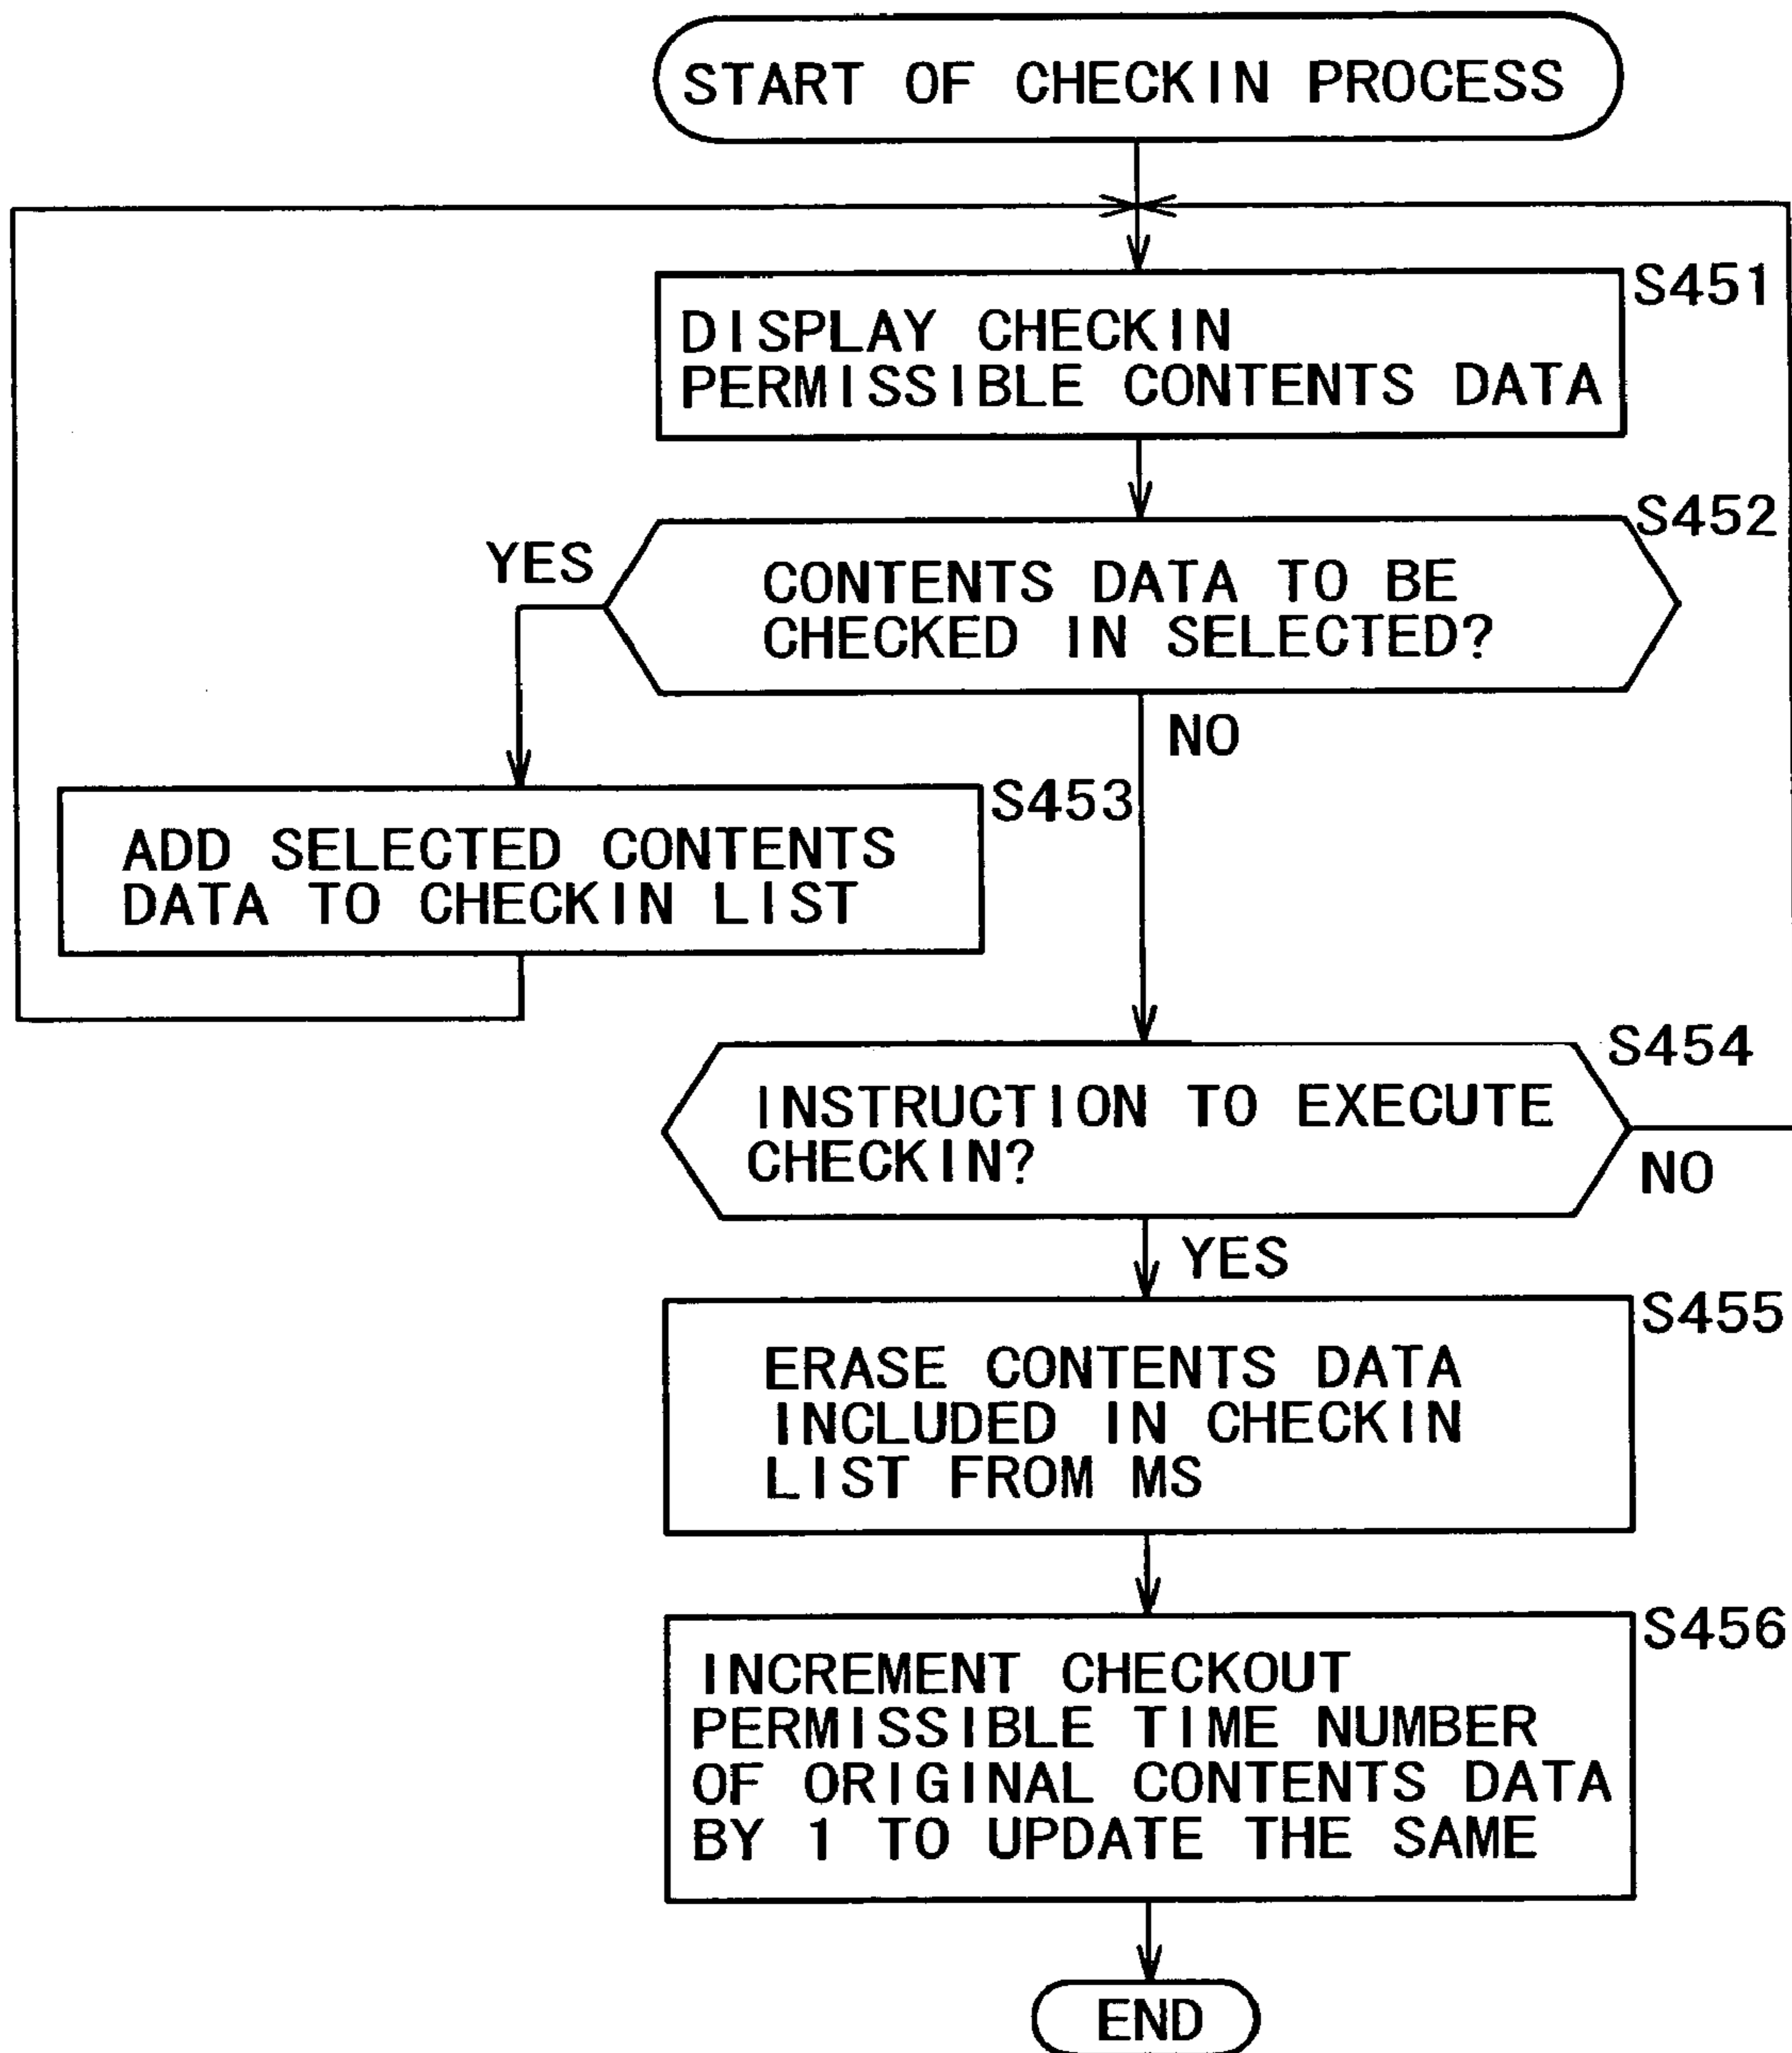 START OF CHECKIN PROCESS
S451
DISPLAY CHECKIN
PERMISSIBLE CONTENTS DATA
S452
YES
CONTENTS DATA TO BE
CHECKED IN SELECTED?
NO
S453
ADD SELECTED CONTENTS
DATA TO CHECKIN LIST
S454
INSTRUCTION TO EXECUTE
CHECKIN?
NO
YES
S455
ERASE CONTENTS DATA
INCLUDED IN CHECKIN
LIST FROM MS
S456
INCREMENT CHECKOUT
PERMISSIBLE TIME NUMBER
OF ORIGINAL CONTENTS DATA
BY 1 TO UPDATE THE SAME
END